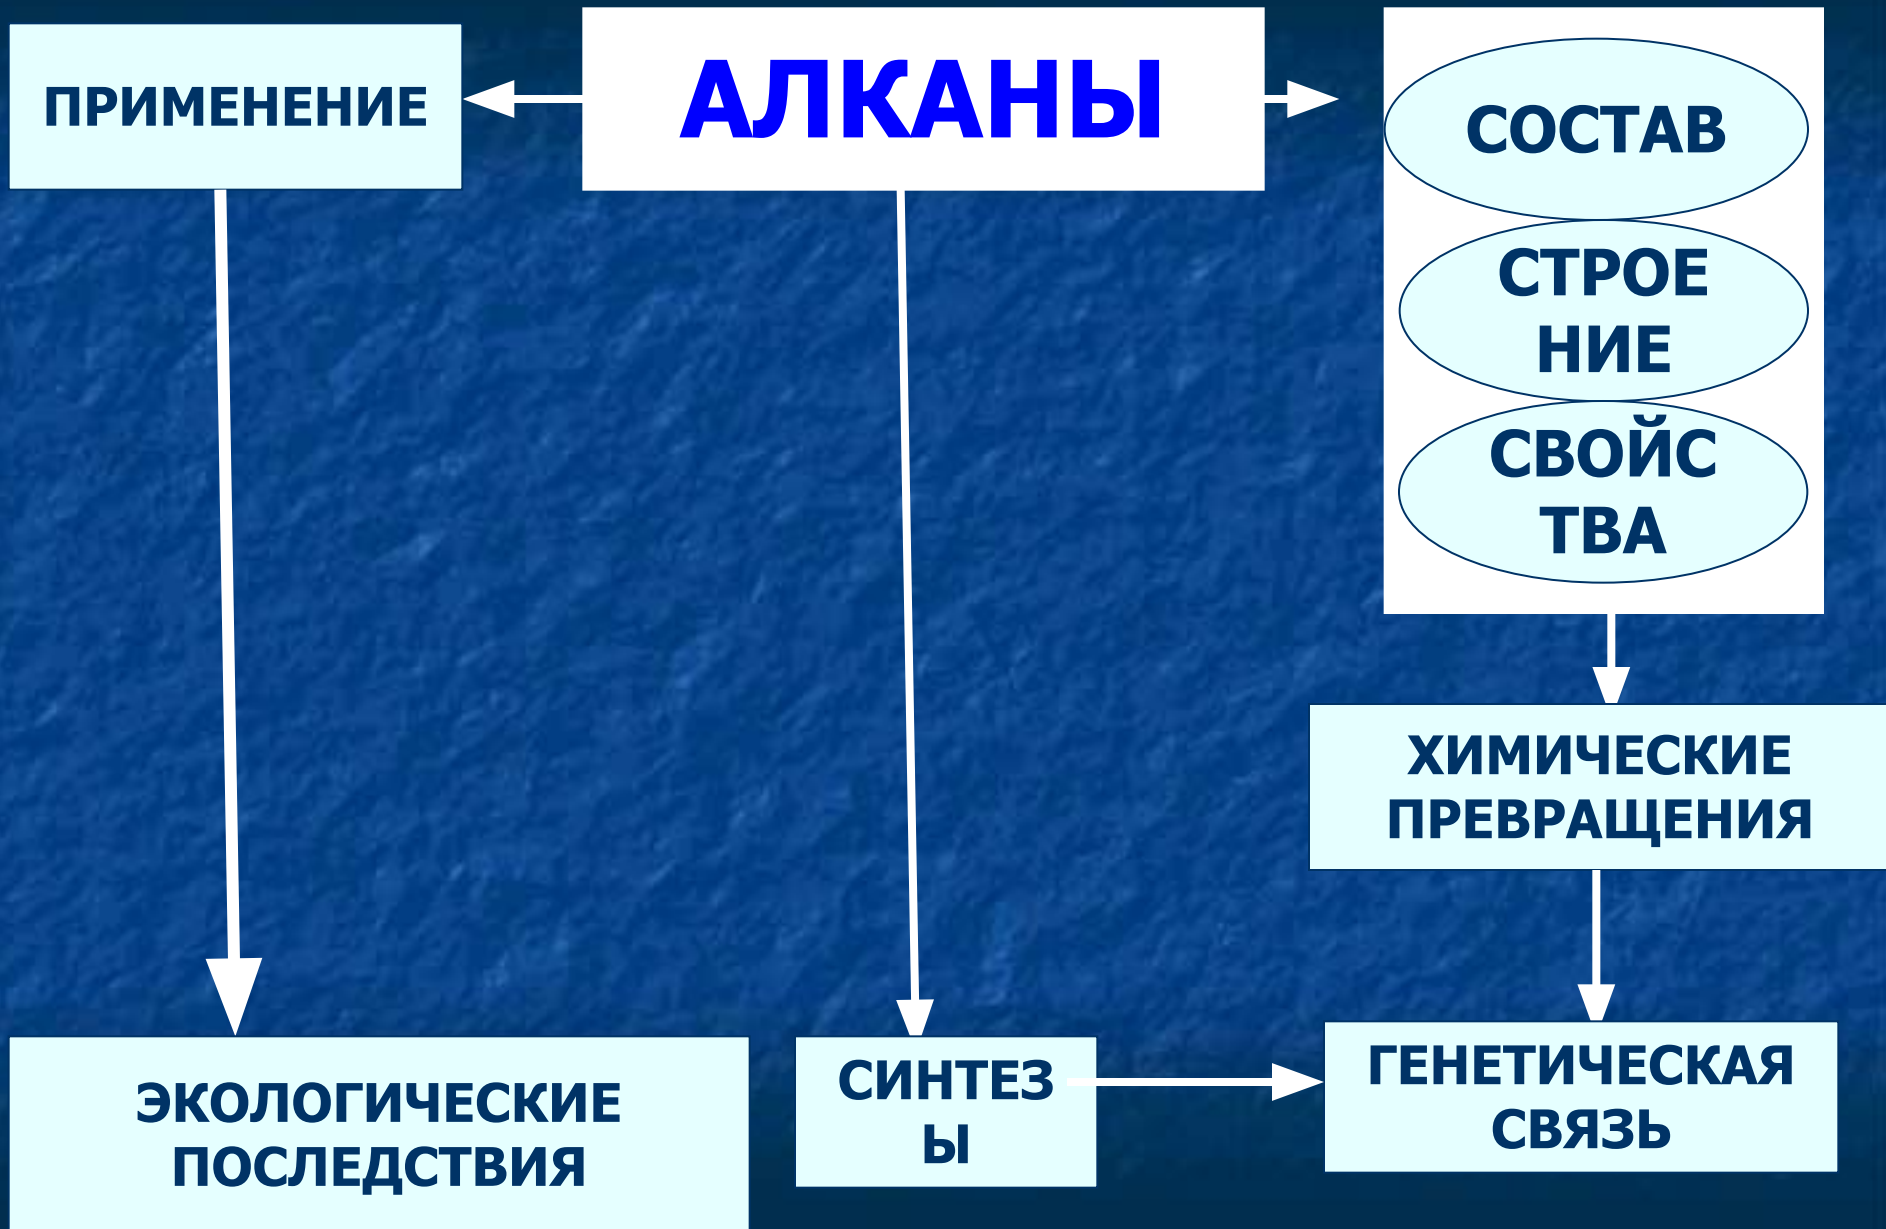 ПРИМЕНЕНИЕ
АЛКАНЫ
СОСТАВ
СТРОЕ
НИЕ
СВОЙС
ТВА
ХИМИЧЕСКИЕ
ПРЕВРАЩЕНИЯ
ЭКОЛОГИЧЕСКИЕ
ПОСЛЕДСТВИЯ
СИНТЕЗ
Ы
ГЕНЕТИЧЕСКАЯ
СВЯЗЬ